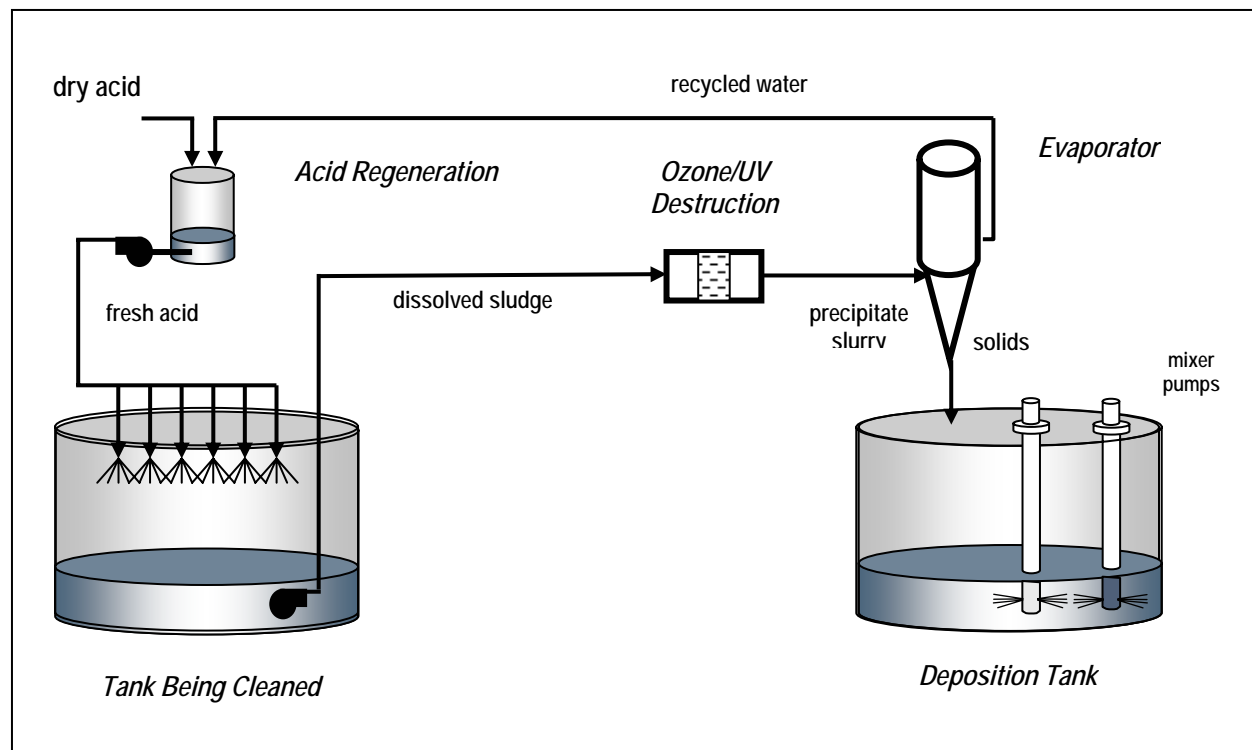 dry acid
recycled water
Evaporator
Acid Regeneration
Ozone/UV
Destruction
fresh acid
dissolved sludge
precipitate
slurry
solids
mixer
pumps
Tank Being Cleaned
Deposition Tank